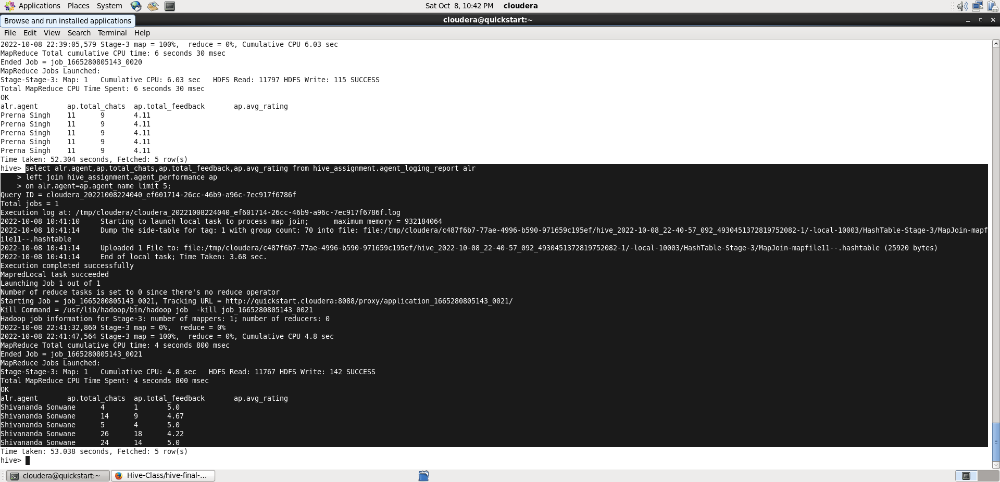 Applications Places System Sat Oct 8, 10:42 PM cloudera
Browse and run installed applications
cloudera@quickstart:~
File Edit View Search Terminal Help
2022-10-08 22:39:05,579 Stage-3 map = 100%,  reduce = 0%, Cumulative CPU 6.03 sec
MapReduce Total cumulative CPU time: 6 seconds 30 msec
Ended Job = job_1665280805143_0020
MapReduce Jobs Launched:
Stage-Stage-3: Map: 1   Cumulative CPU: 6.03 sec   HDFS Read: 11797 HDFS Write: 115 SUCCESS
Total MapReduce CPU Time Spent: 6 seconds 30 msec
OK
alr.agent       ap.total_chats  ap.total_feedback       ap.avg_rating
Prerna Singh    11      9       4.11
Prerna Singh    11      9       4.11
Prerna Singh    11      9       4.11
Prerna Singh    11      9       4.11
Prerna Singh    11      9       4.11
Time taken: 52.304 seconds, Fetched: 5 row(s)
hive> select alr.agent,ap.total_chats,ap.total_feedback,ap.avg_rating from hive_assignment.agent_loging_report alr
    > left join hive_assignment.agent_performance ap
    > on alr.agent=ap.agent_name limit 5;
Query ID = cloudera_20221008224040_ef601714-26cc-46b9-a96c-7ec917f6786f
Total jobs = 1
Execution log at: /tmp/cloudera/cloudera_20221008224040_ef601714-26cc-46b9-a96c-7ec917f6786f.log
2022-10-08 10:41:10     Starting to launch local task to process map join;      maximum memory = 932184064
2022-10-08 10:41:14     Dump the side-table for tag: 1 with group count: 70 into file: file:/tmp/cloudera/c487f6b7-77ae-4996-b590-971659c195ef/hive_2022-10-08_22-40-57_092_4930451372819752082-1/-local-10003/HashTable-Stage-3/MapJoin-mapf
ile11--.hashtable
2022-10-08 10:41:14     Uploaded 1 File to: file:/tmp/cloudera/c487f6b7-77ae-4996-b590-971659c195ef/hive_2022-10-08_22-40-57_092_4930451372819752082-1/-local-10003/HashTable-Stage-3/MapJoin-mapfile11--.hashtable (25920 bytes)
2022-10-08 10:41:14     End of local task; Time Taken: 3.68 sec.
Execution completed successfully
MapredLocal task succeeded
Launching Job 1 out of 1
Number of reduce tasks is set to 0 since there's no reduce operator
Starting Job = job_1665280805143_0021, Tracking URL = http://quickstart.cloudera:8088/proxy/application_1665280805143_0021/
Kill Command = /usr/lib/hadoop/bin/hadoop job  -kill job_1665280805143_0021
Hadoop job information for Stage-3: number of mappers: 1; number of reducers: 0
2022-10-08 22:41:32,860 Stage-3 map = 0%,  reduce = 0%
2022-10-08 22:41:47,564 Stage-3 map = 100%,  reduce = 0%, Cumulative CPU 4.8 sec
MapReduce Total cumulative CPU time: 4 seconds 800 msec
Ended Job = job_1665280805143_0021
MapReduce Jobs Launched:
Stage-Stage-3: Map: 1   Cumulative CPU: 4.8 sec   HDFS Read: 11767 HDFS Write: 142 SUCCESS
Total MapReduce CPU Time Spent: 4 seconds 800 msec
OK
alr.agent       ap.total_chats  ap.total_feedback       ap.avg_rating
Shivananda Sonwane      4       1       5.0
Shivananda Sonwane      14      9       4.67
Shivananda Sonwane      5       4       5.0
Shivananda Sonwane      26      18      4.22
Shivananda Sonwane      24      14      5.0
Time taken: 53.038 seconds, Fetched: 5 row(s)
hive>
cloudera@quickstart:~ Hive-Class/hive-final-...